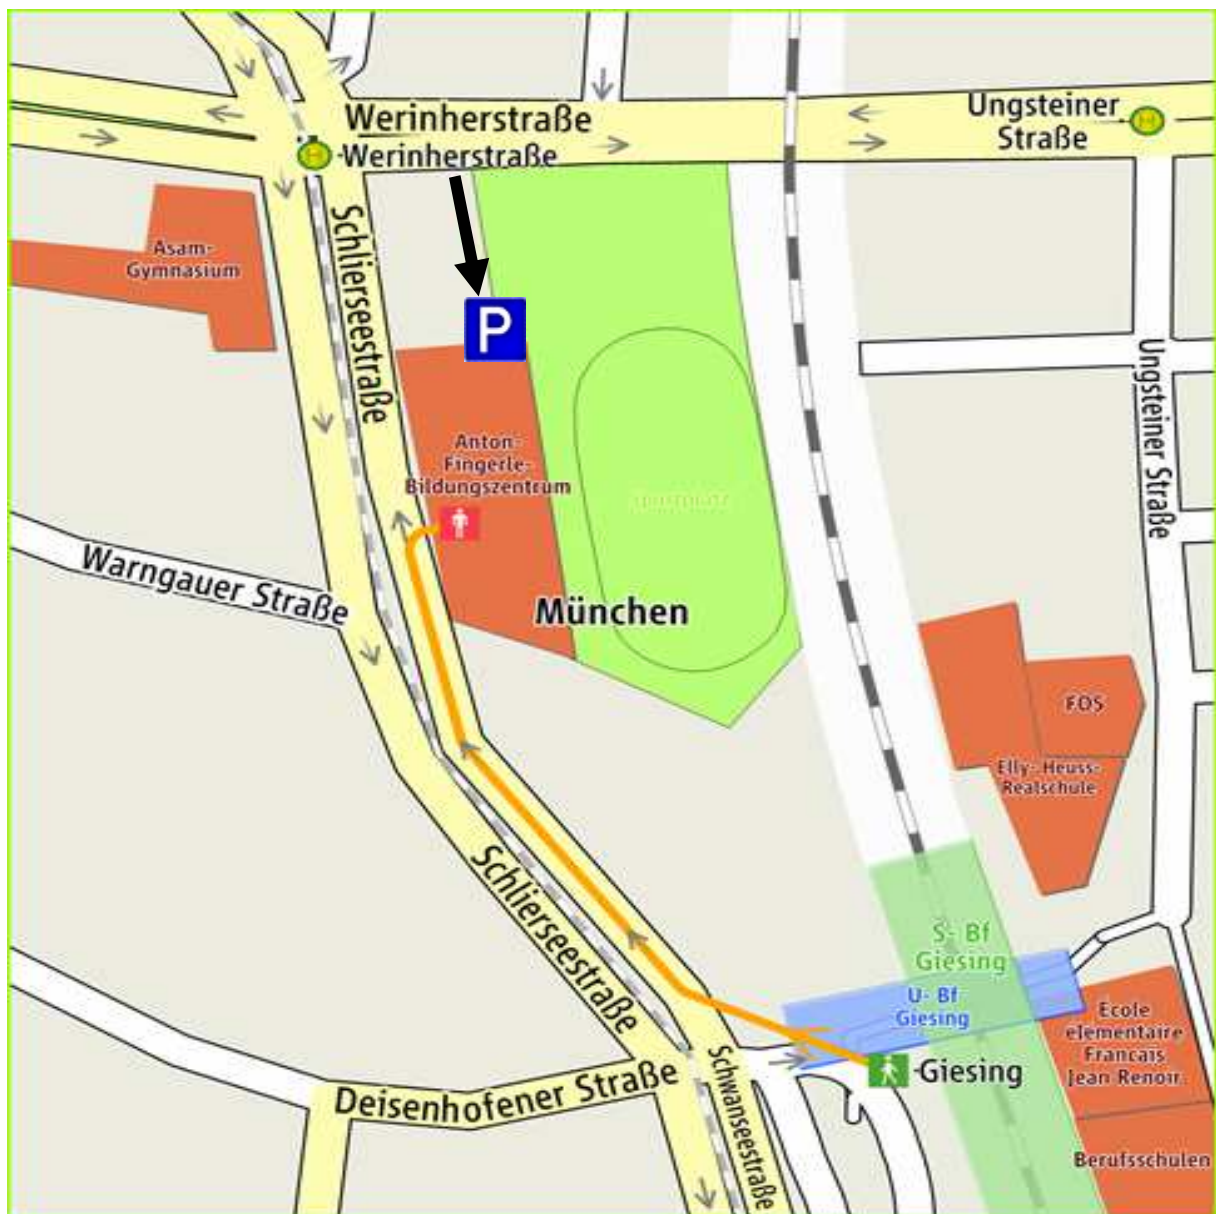 Werinherstraße
H
Werinherstraße
Ungsteiner
Straße
H
Asam-
Gymnasium
Schlierseestraße
P
Ungsteiner Straße
Anton-
Fingerle-
Bildungszentrum
Sportplatz
Warngauer Straße
München
FOS
Elly- Heuss-
Realschule
Schlierseestraße
S- Bf
Giesing
U- Bf
Giesing
Ecole
elementaire
Francais
Jean Renoir
Giesing
Deisenhofener Straße
Schwanseestraße
Berufsschulen